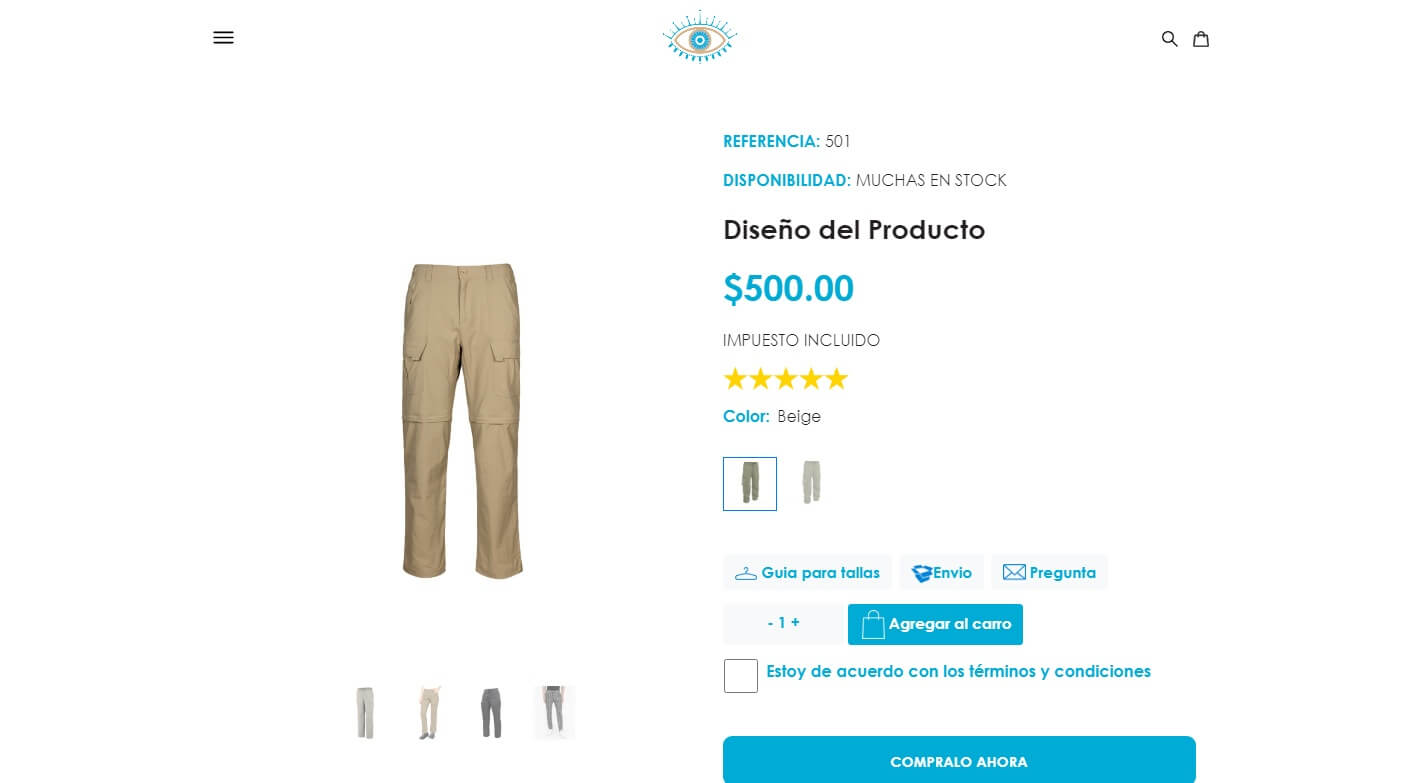 REFERENCIA: 501
DISPONIBILIDAD: MUCHAS EN STOCK
Diseño del Producto
$500.00
IMPUESTO INCLUIDO
Color: Beige
Guia para tallas Envio Pregunta
- 1 + Agregar al carro
Estoy de acuerdo con los términos y condiciones
COMPRALO AHORA